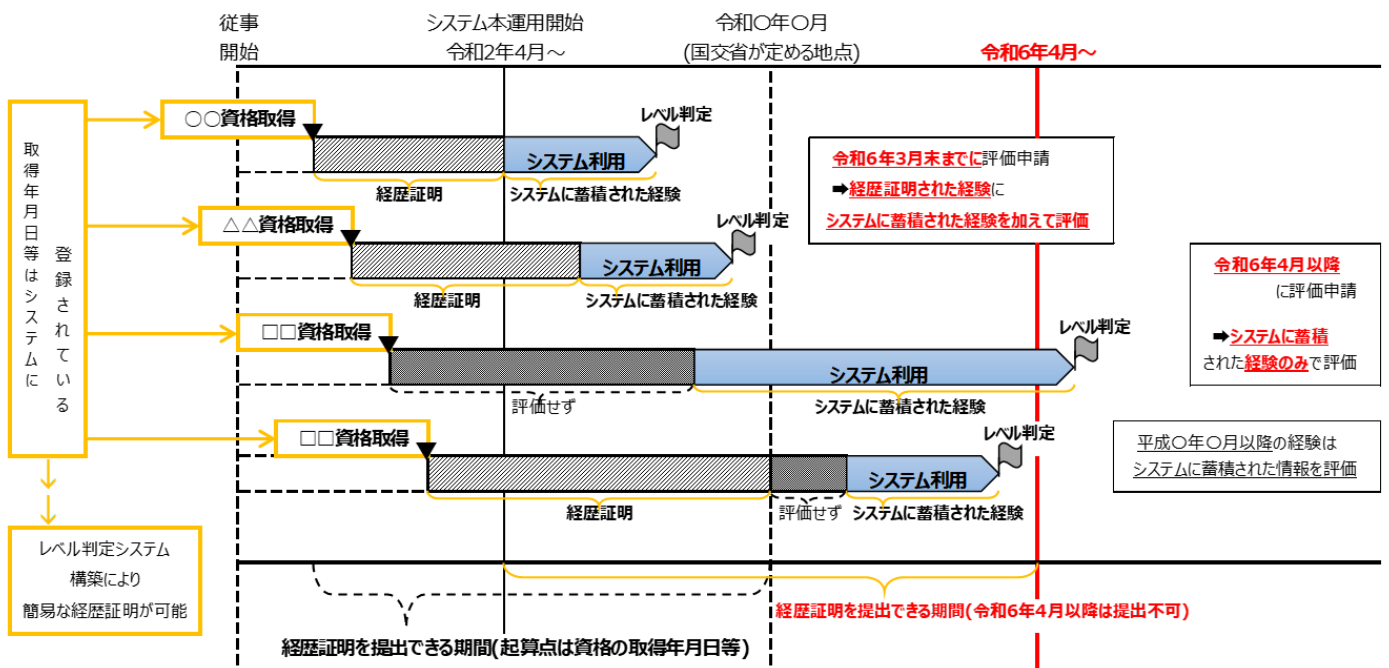 従事
開始
システム本運用開始
令和2年4月～
令和〇年〇月
(国交省が定める地点)
令和6年4月～
取得年月日等はシステムに
登録されている
○○資格取得
レベル判定
システム利用
経歴証明
システムに蓄積された経験
令和6年3月末までに評価申請
➡経歴証明された経験に
システムに蓄積された経験を加えて評価
△△資格取得
レベル判定
システム利用
経歴証明
システムに蓄積された経験
令和6年4月以降
に評価申請
➡システムに蓄積
された経験のみで評価
□□資格取得
レベル判定
システム利用
評価せず
システムに蓄積された経験
□□資格取得
レベル判定
システム利用
経歴証明
評価せず
システムに蓄積された経験
平成〇年〇月以降の経験は
システムに蓄積された情報を評価
レベル判定システム
構築により
簡易な経歴証明が可能
経歴証明を提出できる期間(令和6年4月以降は提出不可)
経歴証明を提出できる期間(起算点は資格の取得年月日等)